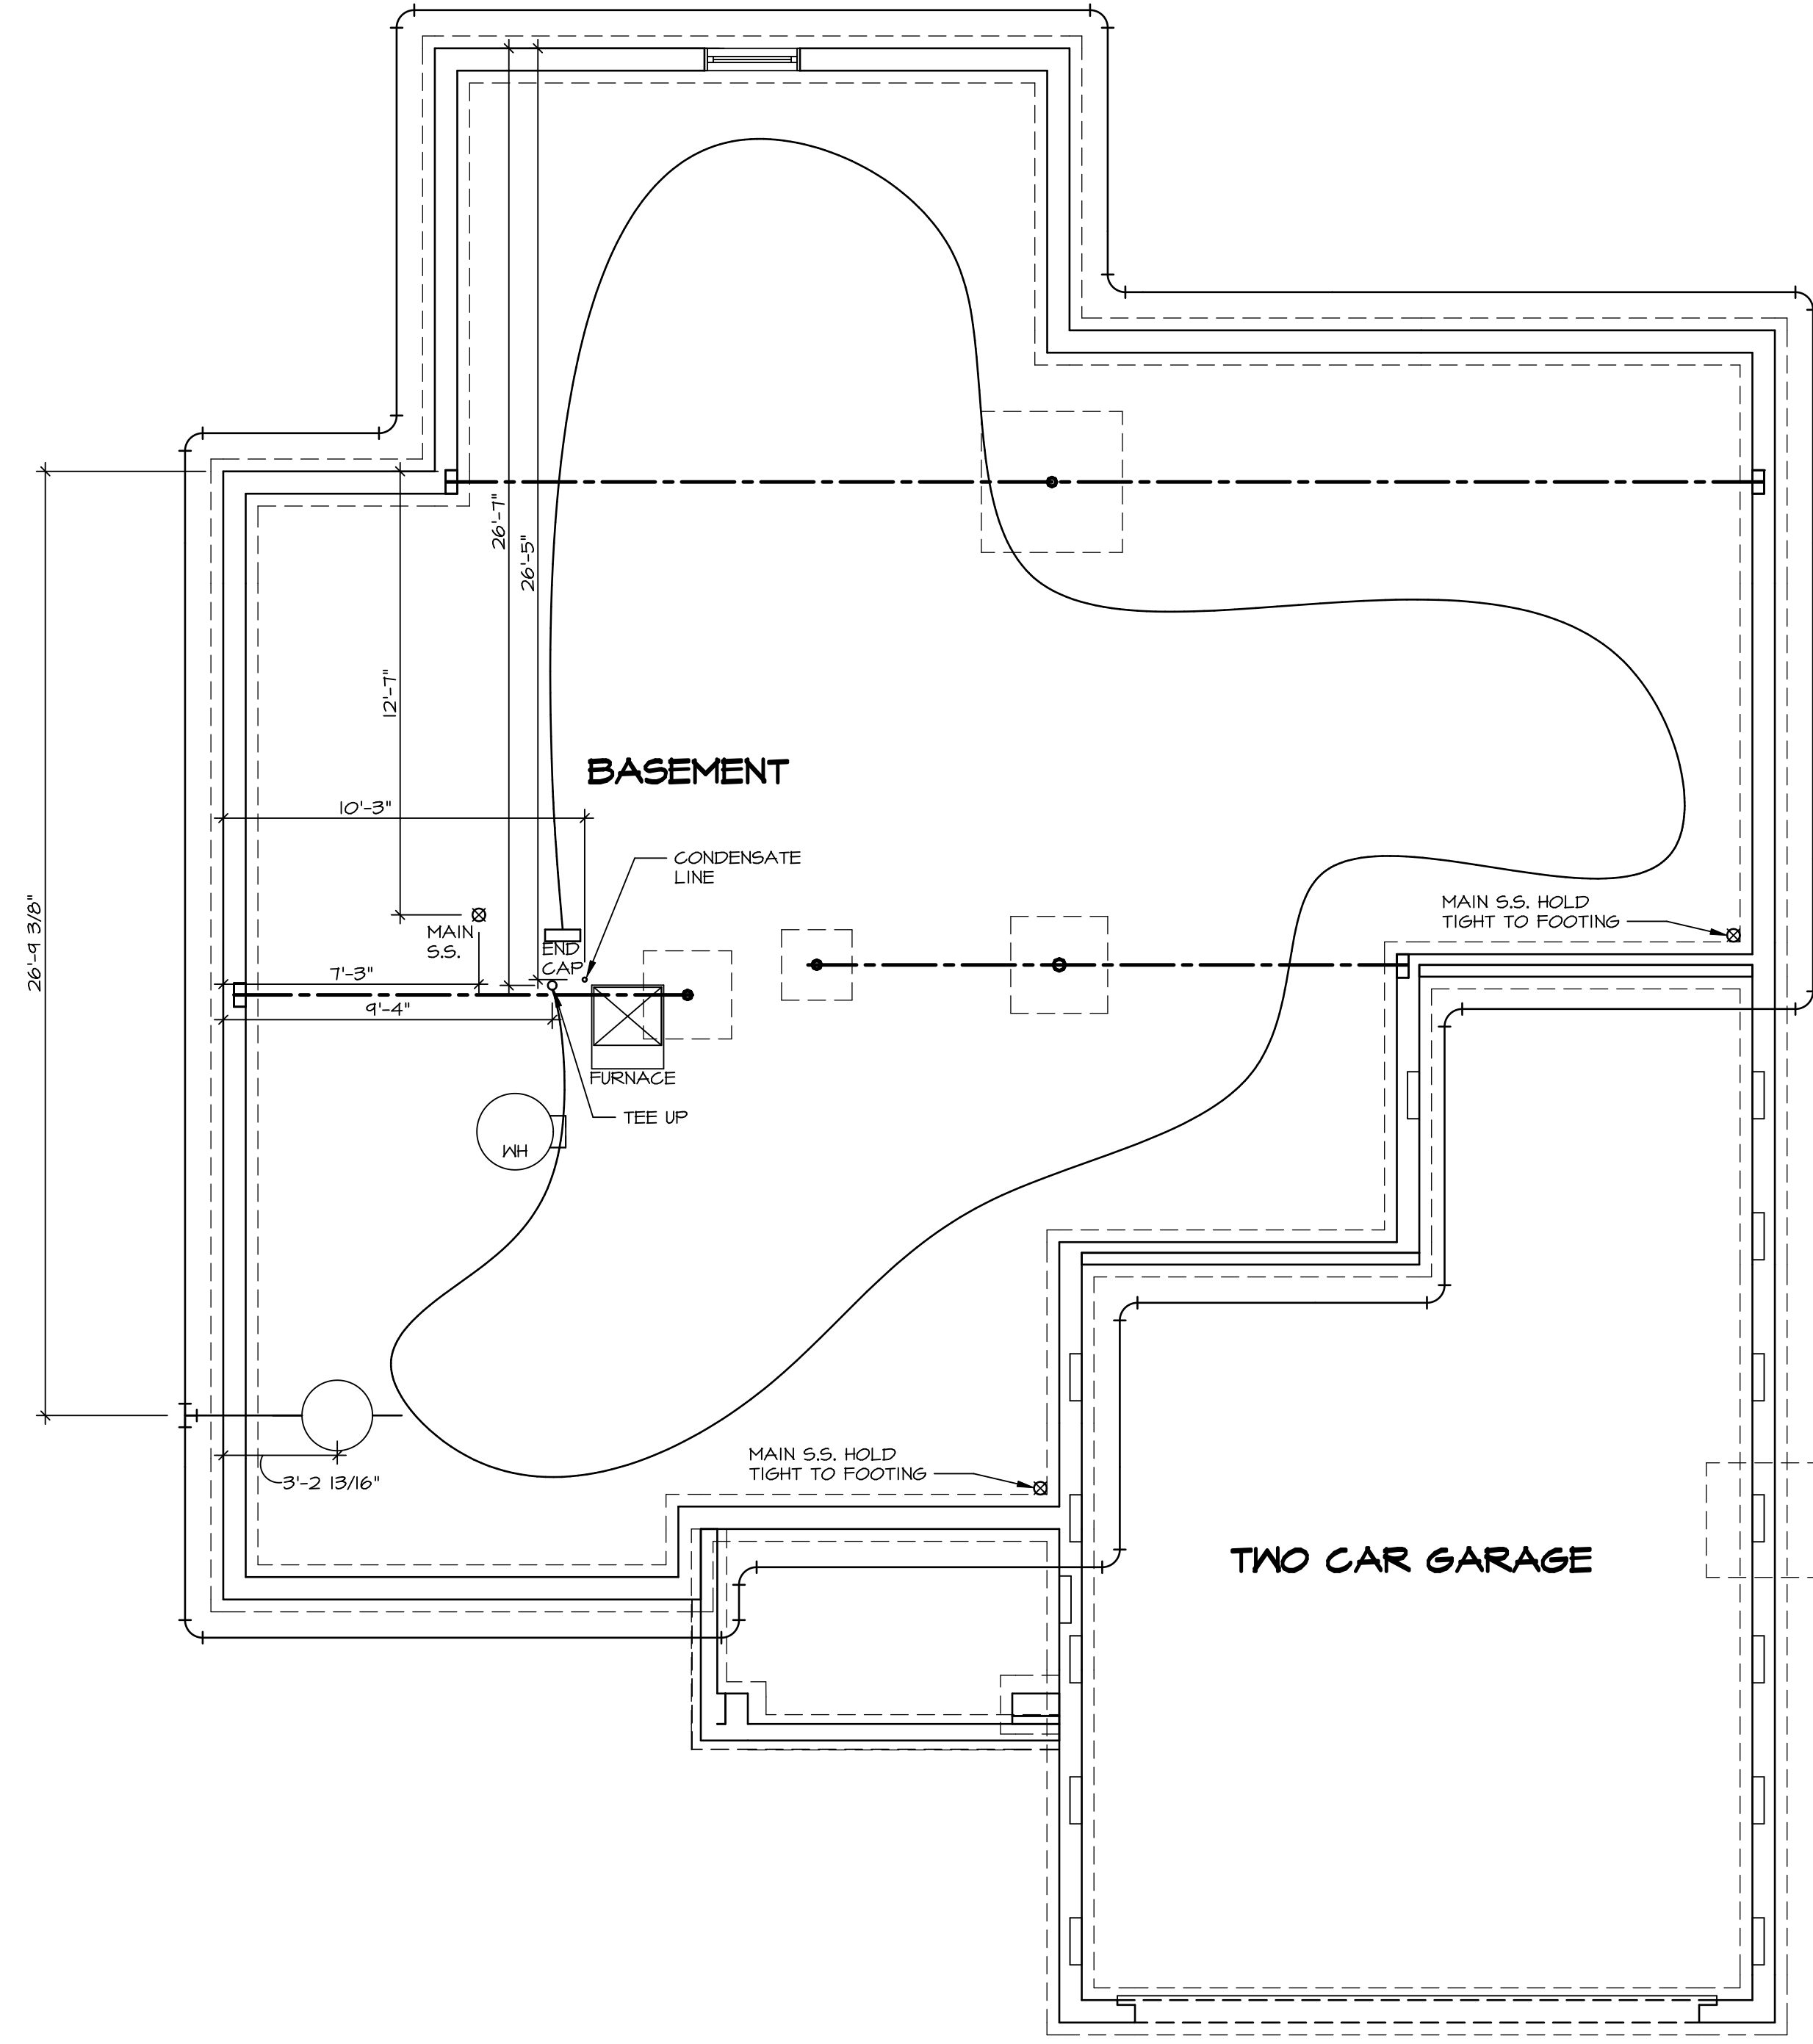 26'-7"
26'-5"
12'-7"
BASEMENT
10'-3"
CONDENSATE
LINE
26'-9 3/8"
MAIN S.S. HOLD
TIGHT TO FOOTING
MAIN
S.S.
END
CAP
7'-3"
9'-4"
FURNACE
TEE UP
WH
MAIN S.S. HOLD
TIGHT TO FOOTING
3'-2 13/16"
TWO CAR GARAGE